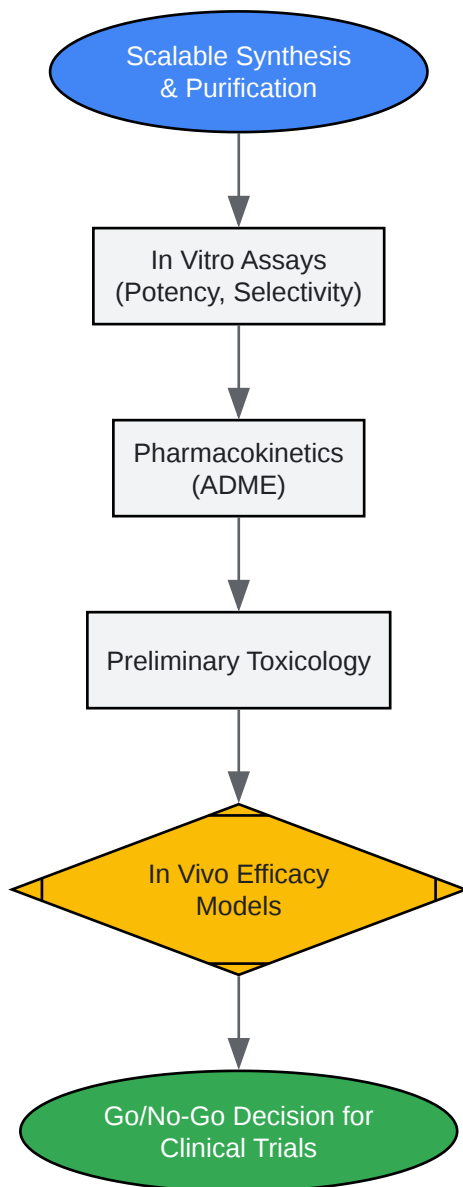 Scalable Synthesis
& Purification
In Vitro Assays
(Potency, Selectivity)
Pharmacokinetics
(ADME)
Preliminary Toxicology
In Vivo Efficacy
Models
Go/No-Go Decision for
Clinical Trials